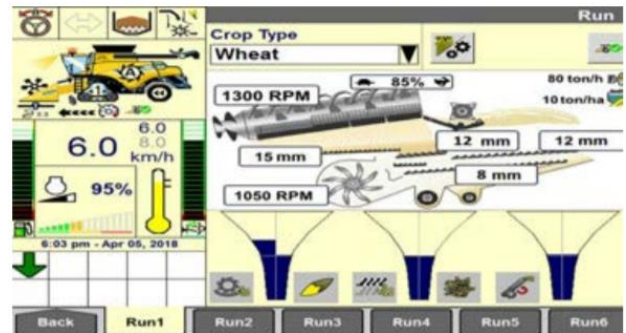 Run
Crop Type
Wheat
85%
80 ton/h
1300 RPM
10 ton/ha
6.0
6.0
8.0
km/h
12 mm
12 mm
15 mm
8 mm
95%
1050 RPM
6:03 pm - Apr 05, 2018
Back
Run1
Run2
Run3
Run4
Run5
Run6